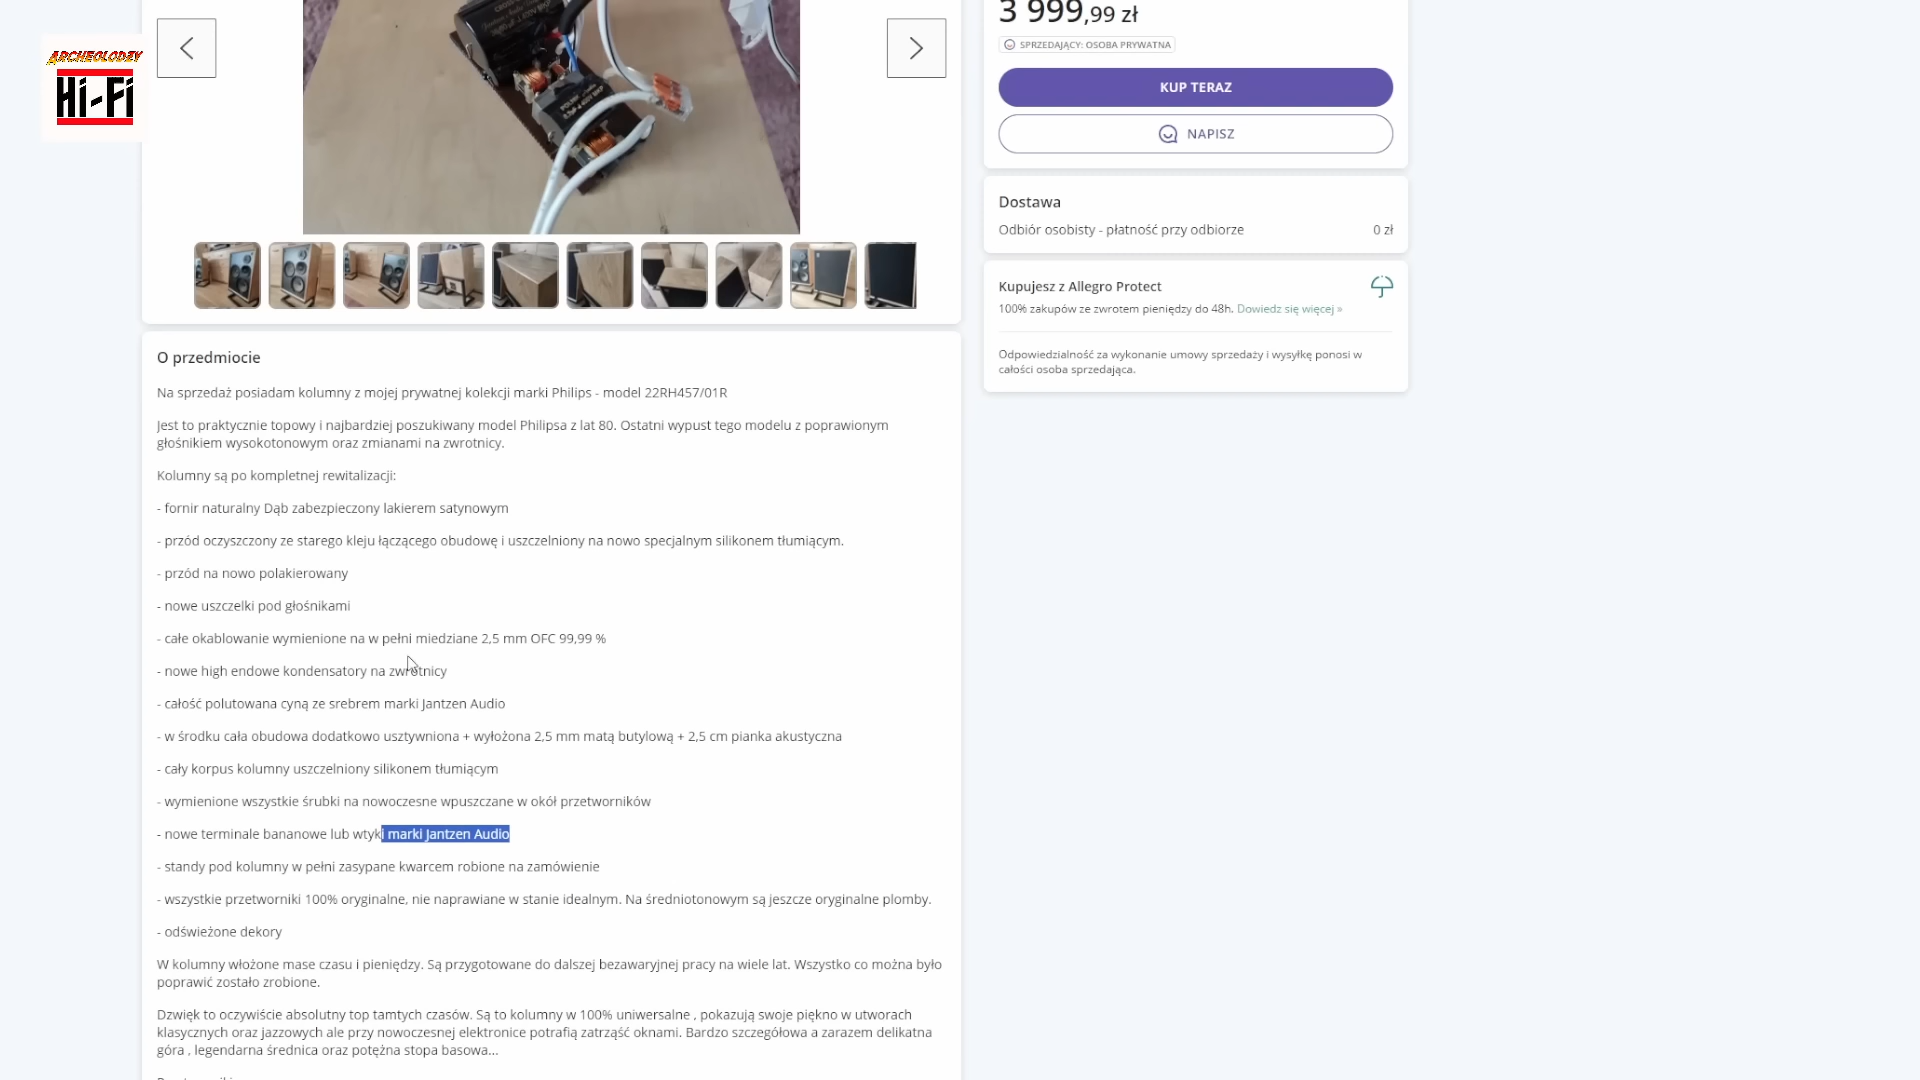 ARCHEOLODZY
Hi-Fi
3 999,99 zł
SPRZEDAJĄCY: OSOBA PRYWATNA
KUP TERAZ
NAPISZ
Dostawa
Odbiór osobisty - płatność przy odbiorze 0 zł
Kupujesz z Allegro Protect
100% zakupów ze zwrotem pieniędzy do 48h. Dowiedz się więcej »
Odpowiedzialność za wykonanie umowy sprzedaży i wysyłkę ponosi w
całości osoba sprzedająca.
O przedmiocie
Na sprzedaż posiadam kolumny z mojej prywatnej kolekcji marki Philips - model 22RH457/01R
Jest to praktycznie topowy i najbardziej poszukiwany model Philipsa z lat 80. Ostatni wypust tego modelu z poprawionym
głośnikiem wysokotonowym oraz zmianami na zwrotnicy.
Kolumny są po kompletnej rewitalizacji:
- fornir naturalny Dąb zabezpieczony lakierem satynowym
- przód oczyszczony ze starego kleju łączącego obudowę i uszczelniony na nowo specjalnym silikonem tłumiącym.
- przód na nowo polakierowany
- nowe uszczelki pod głośnikami
- całe okablowanie wymienione na w pełni miedziane 2,5 mm OFC 99,99 %
- nowe high endowe kondensatory na zwrotnicy
- całość polutowana cyną ze srebrem marki Jantzen Audio
- w środku cała obudowa dodatkowo usztywniona + wyłożona 2,5 mm matą butylową + 2,5 cm pianka akustyczna
- cały korpus kolumny uszczelniony silikonem tłumiącym
- wymienione wszystkie śrubki na nowoczesne wpuszczane w okół przetworników
- nowe terminale bananowe lub wtyki marki Jantzen Audio
- standy pod kolumny w pełni zasypane kwarcem robione na zamówienie
- wszystkie przetworniki 100% oryginalne, nie naprawiane w stanie idealnym. Na średniotonowym są jeszcze oryginalne plomby.
- odświeżone dekory
W kolumny włożone mase czasu i pieniędzy. Są przygotowane do dalszej bezawaryjnej pracy na wiele lat. Wszystko co można było
poprawić zostało zrobione.
Dzwięk to oczywiście absolutny top tamtych czasów. Są to kolumny w 100% uniwersalne , pokazują swoje piękno w utworach
klasycznych oraz jazzowych ale przy nowoczesnej elektronice potrafią zatrząść oknami. Bardzo szczegółowa a zarazem delikatna
góra , legendarna średnica oraz potężna stopa basowa...